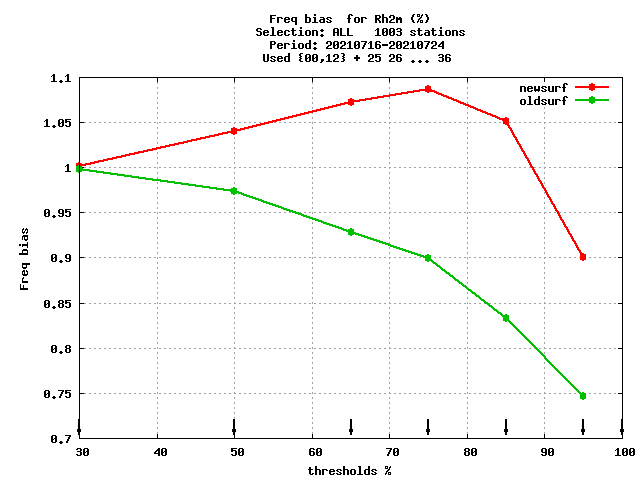 Freq bias  for Rh2m (%)
Selection: ALL   1003 stations
Period: 20210716-20210724
Used {00,12} + 25 26 ... 36
newsurf
oldsurf
1.1
1.05
1
0.95
0.9
0.85
0.8
0.75
0.7
Freq bias
30 40 50 60 70 80 90 100
thresholds %